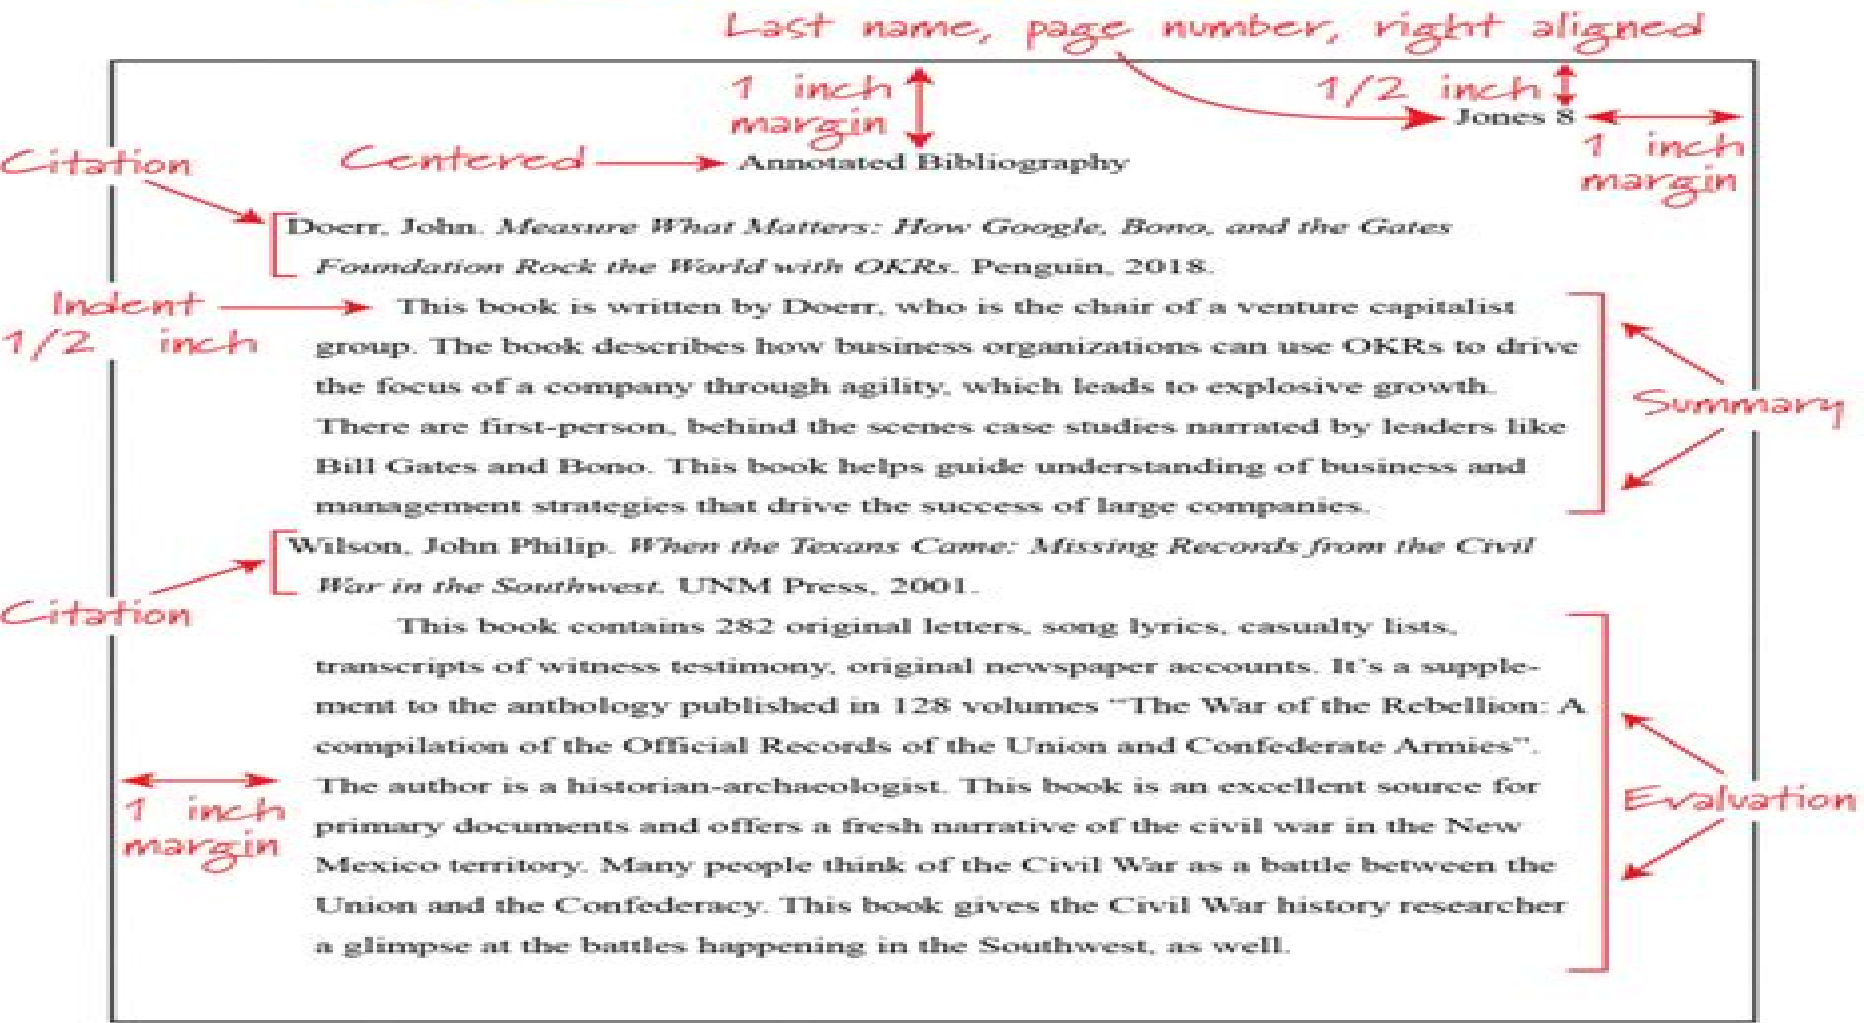 Last name, page number, right aligned
1 inch
margin
1/2 inch
Jones 8
1 inch
margin
Citation
Centered
Annotated Bibliography
Doerr, John. Measure What Matters: How Google, Bono, and the Gates
Foundation Rock the World with OKRs. Penguin, 2018.
Indent
1/2 inch
This book is written by Doerr, who is the chair of a venture capitalist
group. The book describes how business organizations can use OKRs to drive
the focus of a company through agility, which leads to explosive growth.
There are first-person, behind the scenes case studies narrated by leaders like
Bill Gates and Bono. This book helps guide understanding of business and
management strategies that drive the success of large companies.
Summary
Wilson, John Philip. When the Texans Came: Missing Records from the Civil
War in the Southwest. UNM Press, 2001.
Citation
This book contains 282 original letters, song lyrics, casualty lists,
transcripts of witness testimony, original newspaper accounts. It's a supple-
ment to the anthology published in 128 volumes “The War of the Rebellion: A
compilation of the Official Records of the Union and Confederate Armies”.
The author is a historian-archaeologist. This book is an excellent source for
primary documents and offers a fresh narrative of the civil war in the New
Mexico territory. Many people think of the Civil War as a battle between the
Union and the Confederacy. This book gives the Civil War history researcher
a glimpse at the battles happening in the Southwest, as well.
Evaluation
1 inch
margin